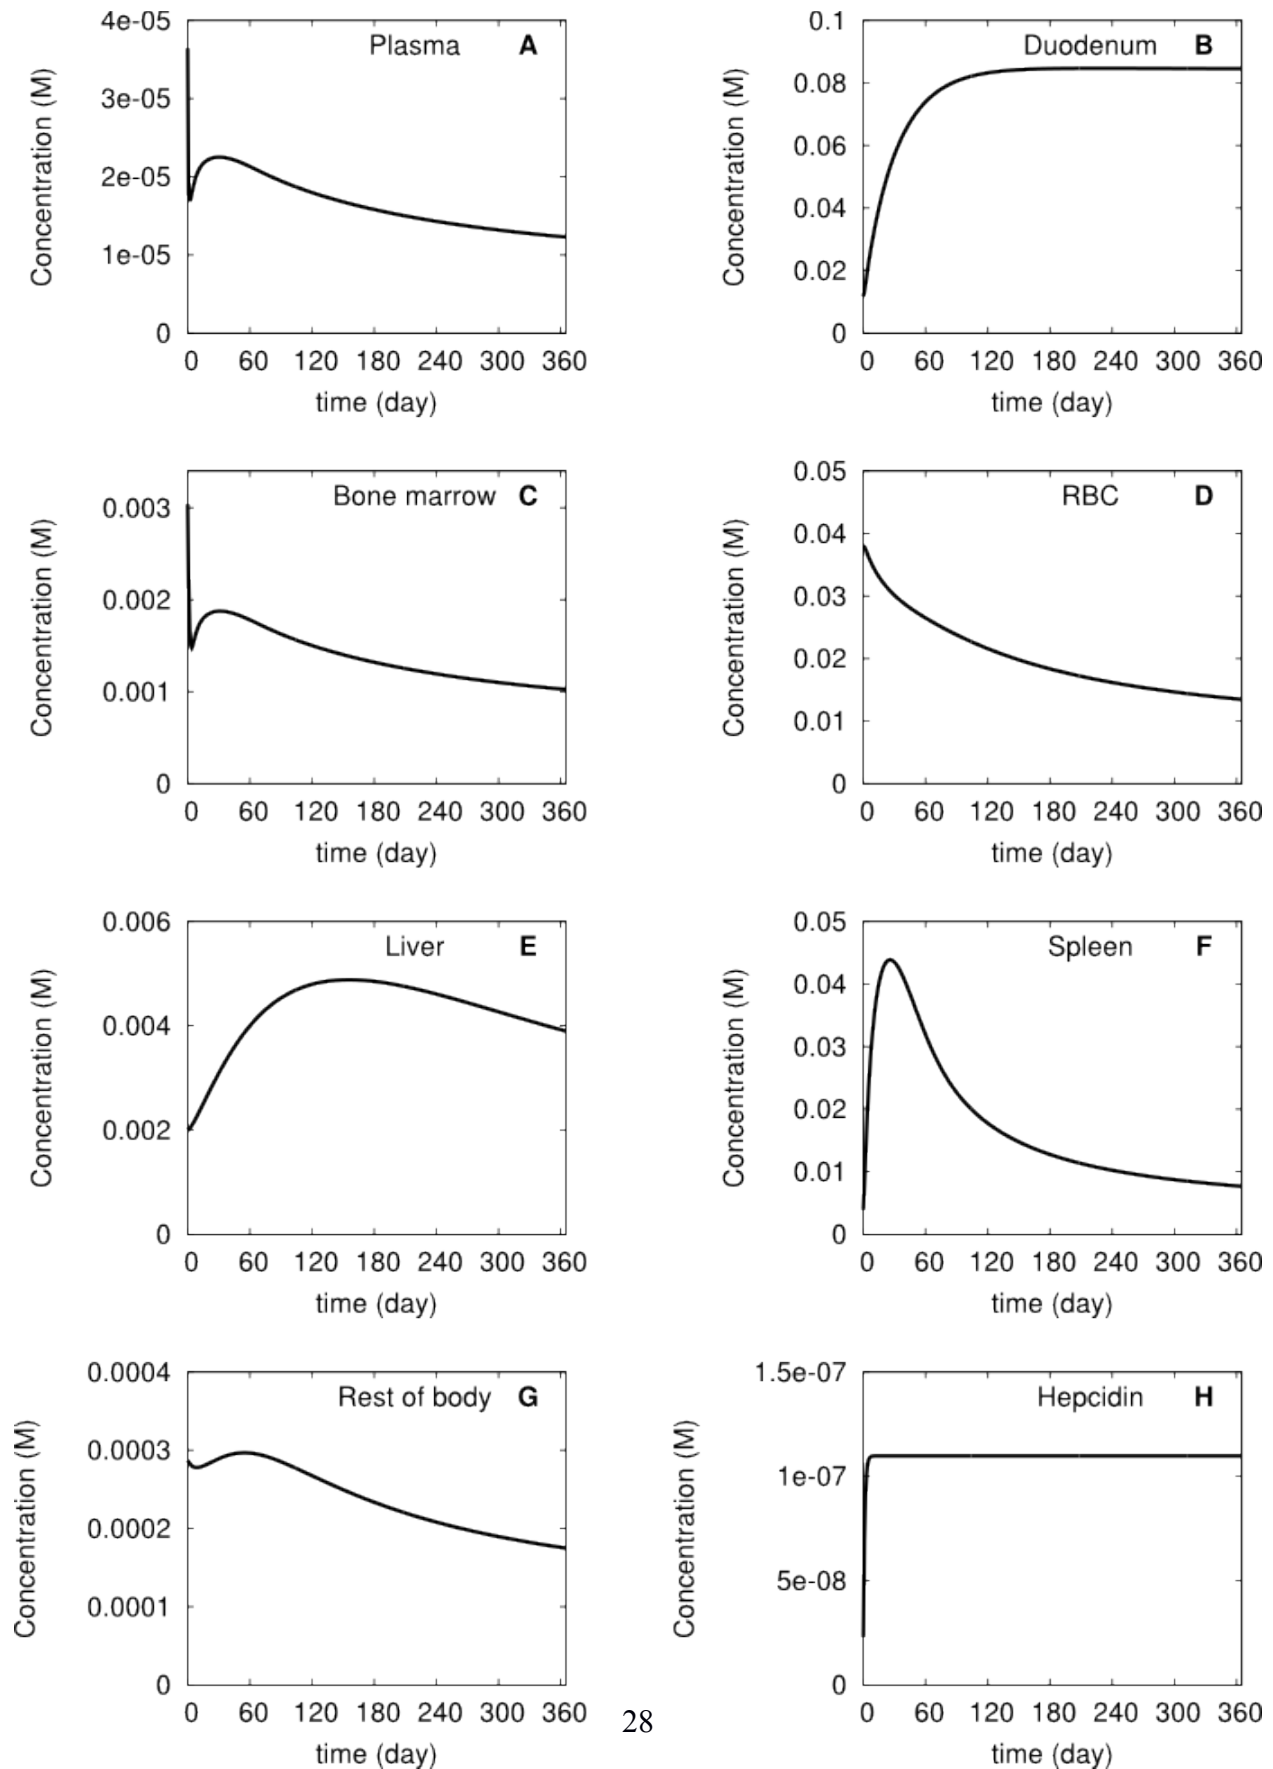 Plasma A
Concentration (M)
4e-05
3e-05
2e-05
1e-05
0
0 60 120 180 240 300 360
time (day)
Duodenum B
Concentration (M)
0.1
0.08
0.06
0.04
0.02
0
0 60 120 180 240 300 360
time (day)
Bone marrow C
Concentration (M)
0.003
0.002
0.001
0
0 60 120 180 240 300 360
time (day)
RBC D
Concentration (M)
0.05
0.04
0.03
0.02
0.01
0
0 60 120 180 240 300 360
time (day)
Liver E
Concentration (M)
0.006
0.004
0.002
0
0 60 120 180 240 300 360
time (day)
Spleen F
Concentration (M)
0.05
0.04
0.03
0.02
0.01
0
0 60 120 180 240 300 360
time (day)
Rest of body G
Concentration (M)
0.0004
0.0003
0.0002
0.0001
0
0 60 120 180 240 300 360
time (day)
Hepcidin H
Concentration (M)
1.5e-07
1e-07
5e-08
0
0 60 120 180 240 300 360
time (day)
28